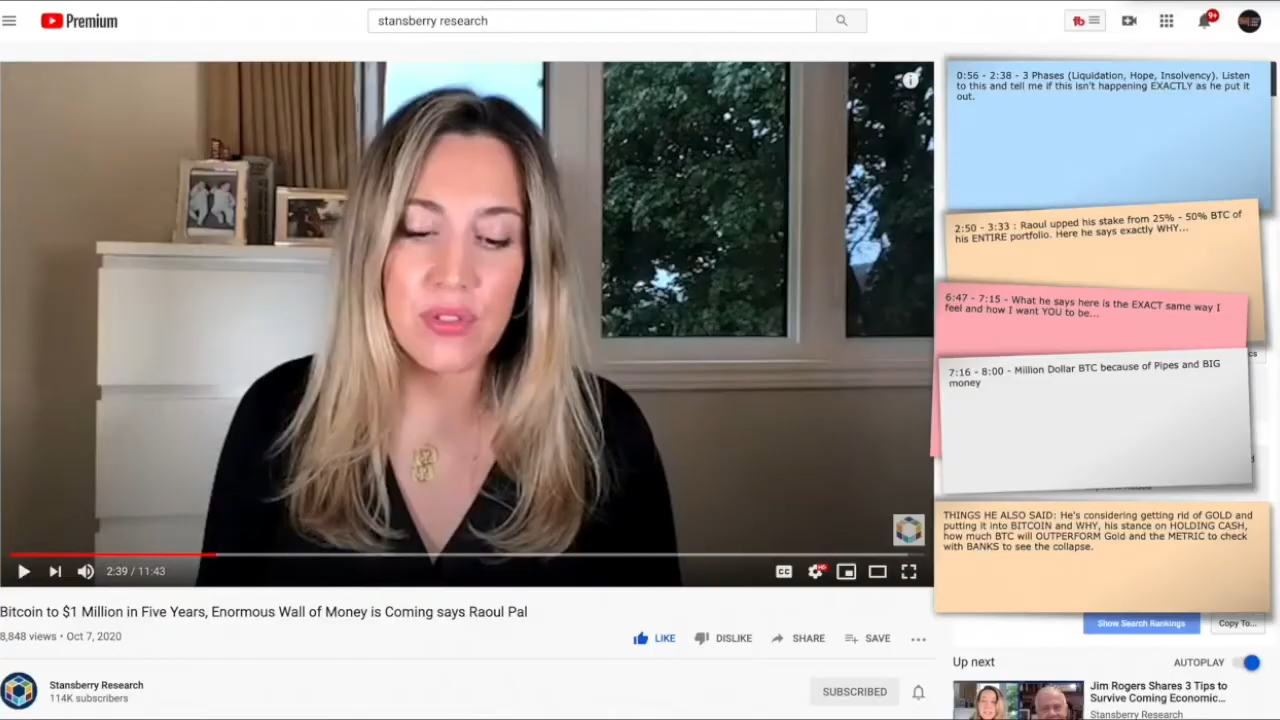 Premium
stansberry research
9+
0:56 - 2:38 - 3 Phases (Liquidation, Hope, Insolvency). Listen
to this and tell me if this isn't happening EXACTLY as he put it
out.
2:50 - 3:33 : Raoul upped his stake from 25% - 50% BTC of
his ENTIRE portfolio. Here he says exactly WHY...
6:47 - 7:15 - What he says here is the EXACT same way I
feel and how I want YOU to be...
7:16 - 8:00 - Million Dollar BTC because of Pipes and BIG
money
THINGS HE ALSO SAID: He's considering getting rid of GOLD and
putting it into BITCOIN and WHY, his stance on HOLDING CASH,
how much BTC will OUTPERFORM Gold and the METRIC to check
with BANKS to see the collapse.
2:39 / 11:43
CC
HD
Bitcoin to $1 Million in Five Years, Enormous Wall of Money is Coming says Raoul Pal
8,848 views • Oct 7, 2020
LIKE
DISLIKE
SHARE
SAVE
Show Search Rankings
Copy To...
Stansberry Research
114K subscribers
SUBSCRIBED
Up next
AUTOPLAY
Jim Rogers Shares 3 Tips to
Survive Coming Economic...
Stansberry Research